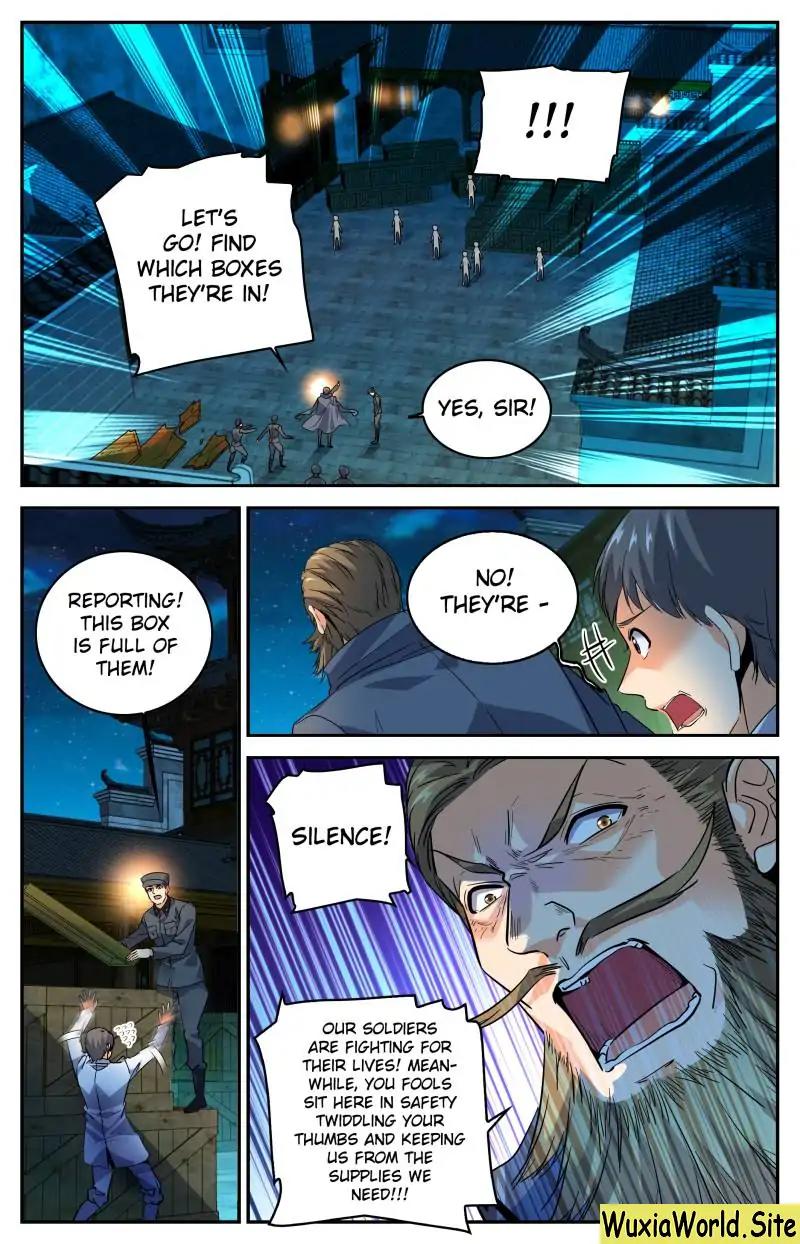 !!!
LET'S
GO! FIND
WHICH BOXES
THEY'RE IN!
YES, SIR!
REPORTING!
THIS BOX
IS FULL OF
THEM!
NO!
THEY'RE -
SILENCE!
OUR SOLDIERS
ARE FIGHTING FOR
THEIR LIVES! MEAN-
WHILE, YOU FOOLS
SIT HERE IN SAFETY
TWIDDLING YOUR
THUMBS AND KEEPING
US FROM THE
SUPPLIES WE
NEED!!!
WuxiaWorld.Site